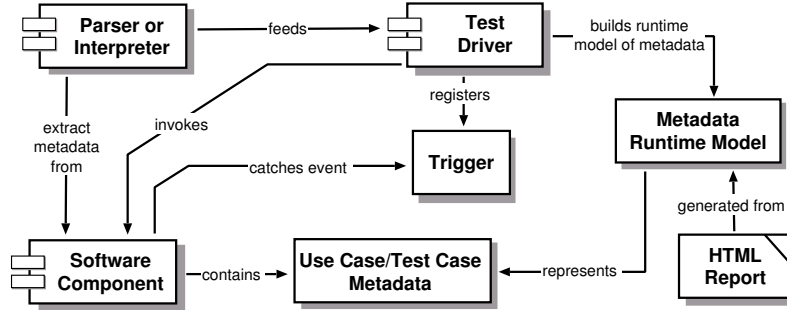 Parser or
Interpreter
feeds
Test
Driver
builds runtime
model of metadata
extract
metadata
from
invokes
registers
Metadata
Runtime Model
catches event
Trigger
generated from
Software
Component
contains
Use Case/Test Case
Metadata
represents
HTML
Report